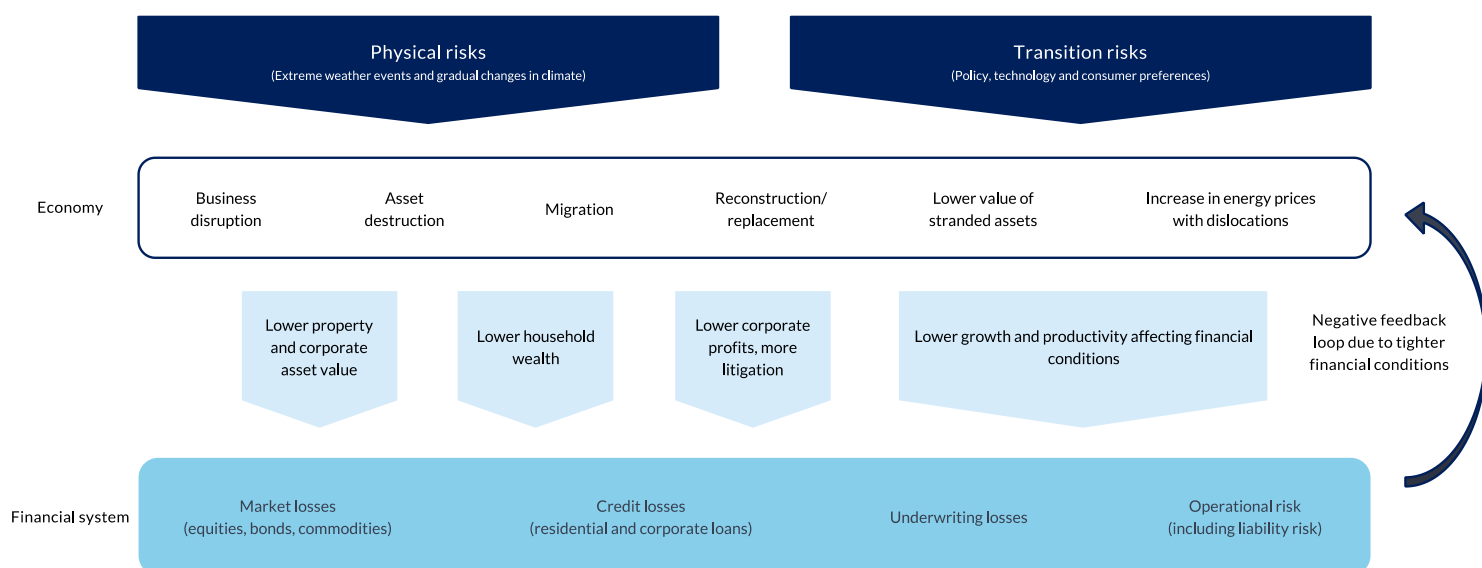 Physical risks
(Extreme weather events and gradual changes in climate)
Transition risks
(Policy, technology and consumer preferences)
Economy
Business
disruption
Asset
destruction
Migration
Reconstruction/
replacement
Lower value of
stranded assets
Increase in energy prices
with dislocations
Lower property
and corporate
asset value
Lower household
wealth
Lower corporate
profits, more
litigation
Lower growth and productivity affecting financial
conditions
Negative feedback
loop due to tighter
financial conditions
Financial system
Market losses
(equities, bonds, commodities)
Credit losses
(residential and corporate loans)
Underwriting losses
Operational risk
(including liability risk)